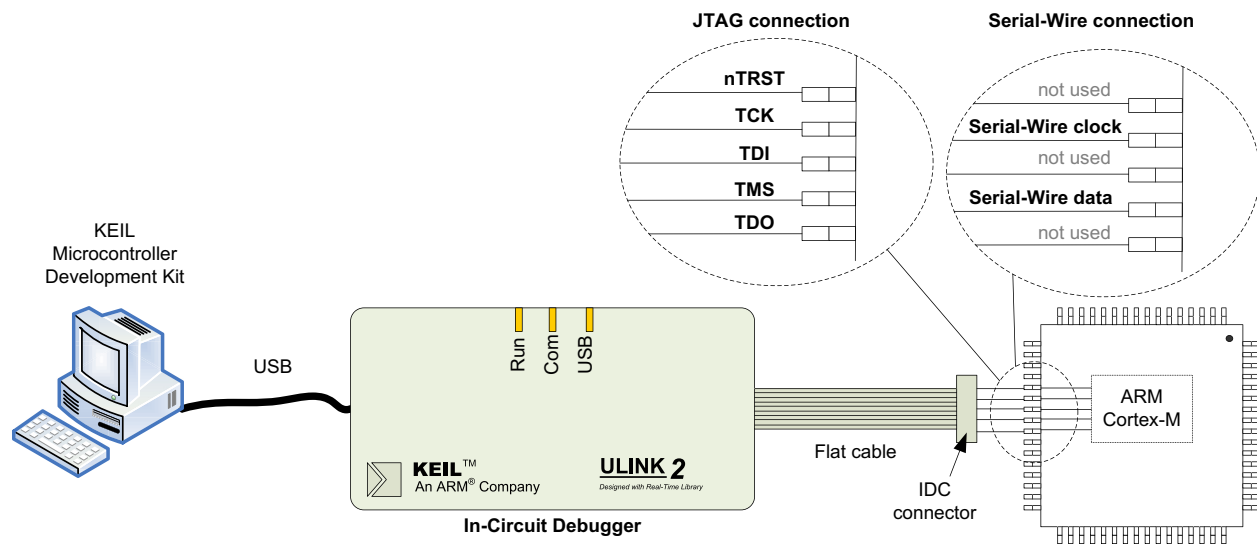 JTAG connection
Serial-Wire connection
nTRST
TCK
TDI
TMS
TDO
not used
Serial-Wire clock
not used
Serial-Wire data
not used
KEIL
Microcontroller
Development Kit
USB
Run
Com
USB
KEIL™
An ARM® Company
ULINK 2
Designed with Real-Time Library
In-Circuit Debugger
Flat cable
IDC
connector
ARM
Cortex-M